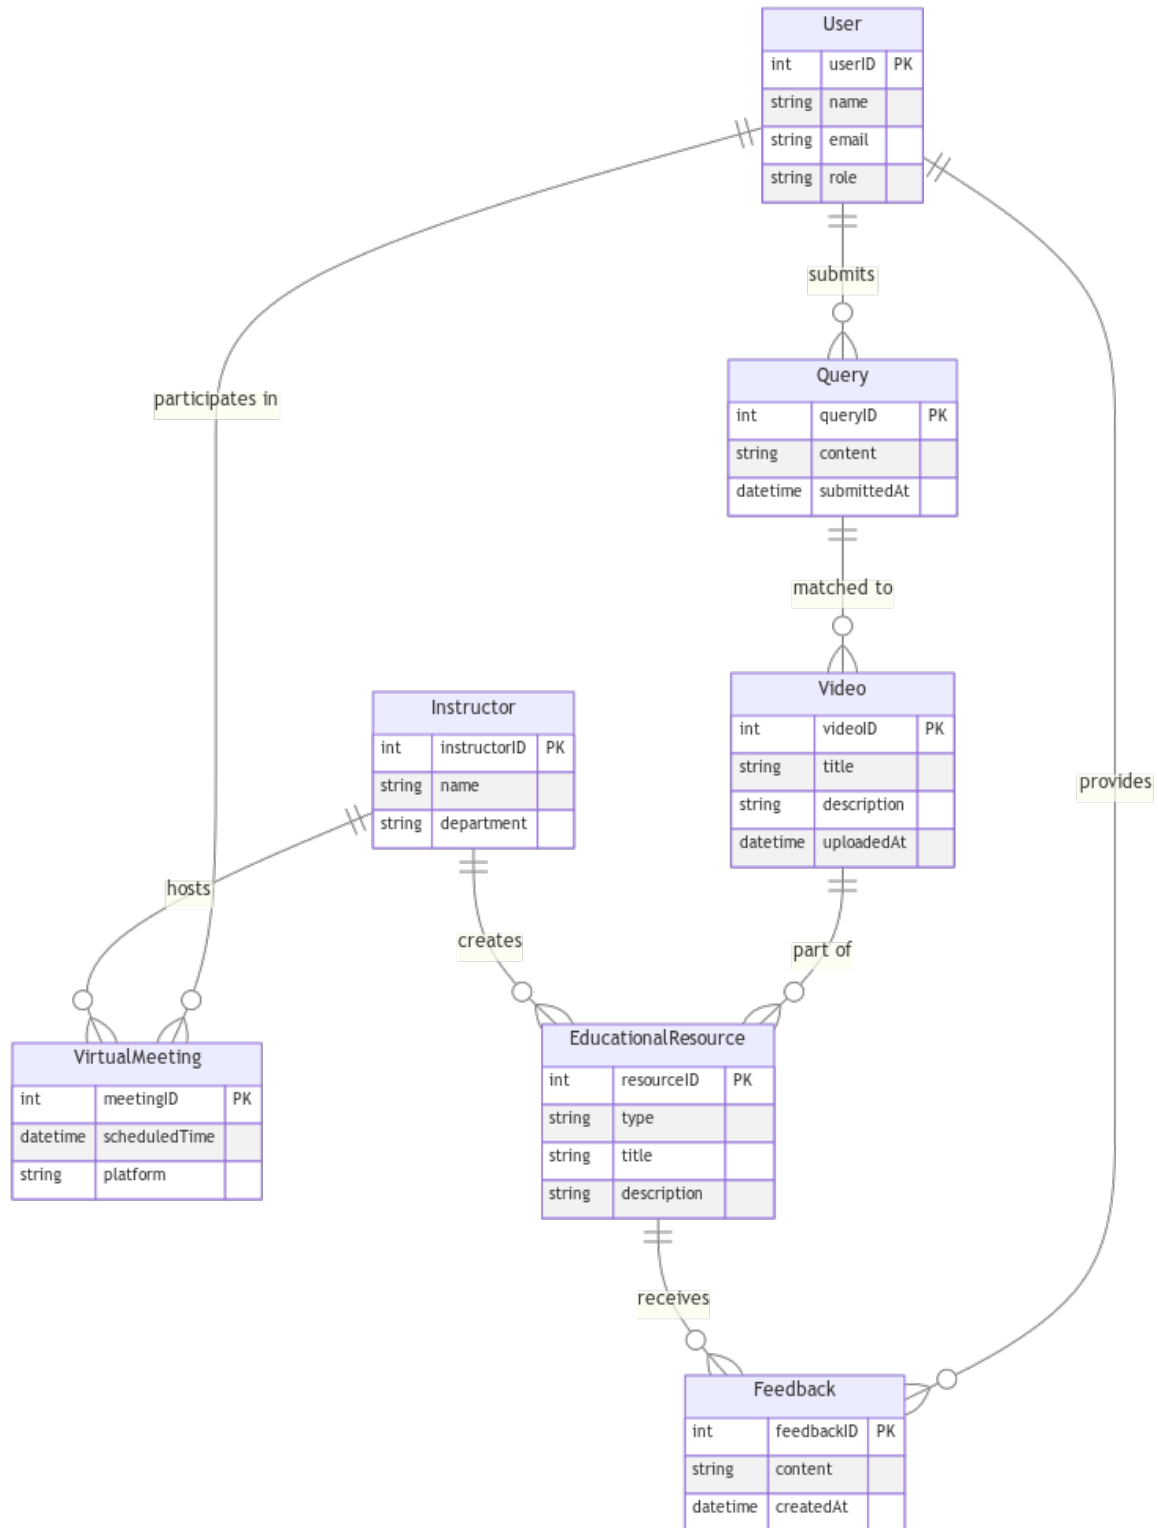 User
int userID PK
string name
string email
string role
submits
participates in
Query
int queryID PK
string content
datetime submittedAt
matched to
Video
int videoID PK
string title
string description
datetime uploadedAt
Instructor
int instructorID PK
string name
string department
provides
hosts
creates
part of
VirtualMeeting
int meetingID PK
datetime scheduledTime
string platform
EducationalResource
int resourceID PK
string type
string title
string description
receives
Feedback
int feedbackID PK
string content
datetime createdAt